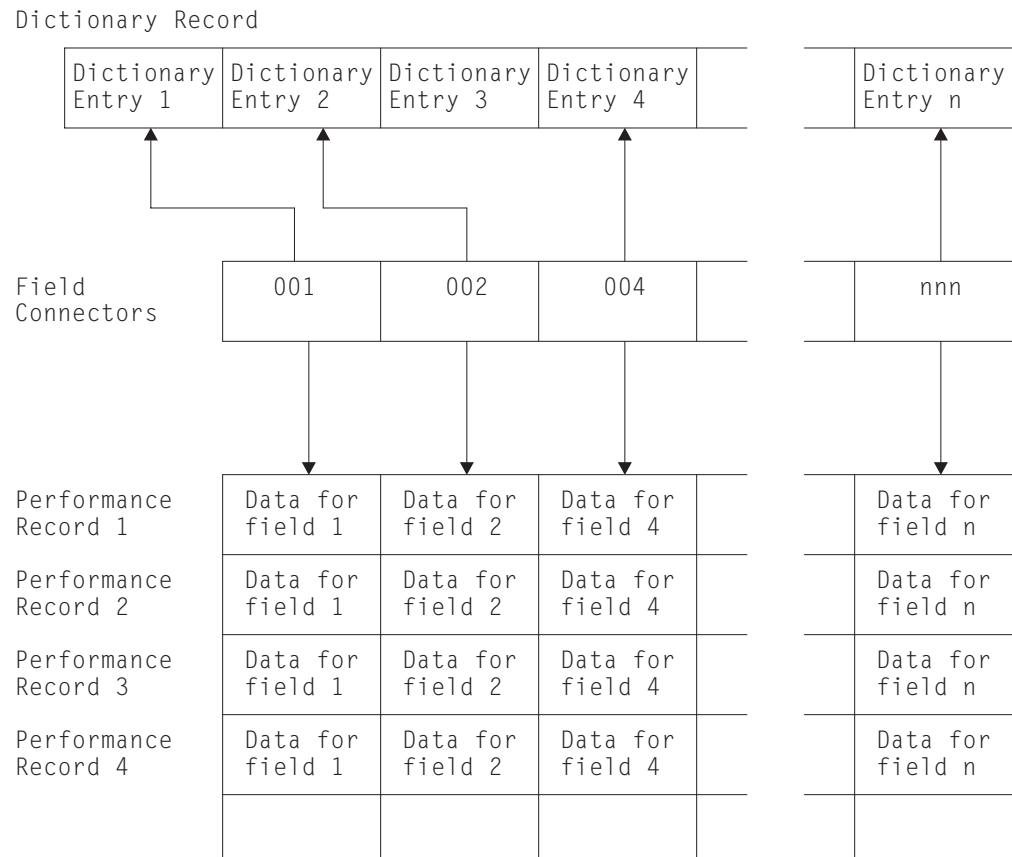 Dictionary Record
Dictionary Dictionary Dictionary Dictionary Dictionary
Entry 1 Entry 2 Entry 3 Entry 4 Entry n
Field 001 002 004 nnn
Connectors
Performance Data for Data for Data for Data for
Record 1 field 1 field 2 field 4 field n
Performance Data for Data for Data for Data for
Record 2 field 1 field 2 field 4 field n
Performance Data for Data for Data for Data for
Record 3 field 1 field 2 field 4 field n
Performance Data for Data for Data for Data for
Record 4 field 1 field 2 field 4 field n